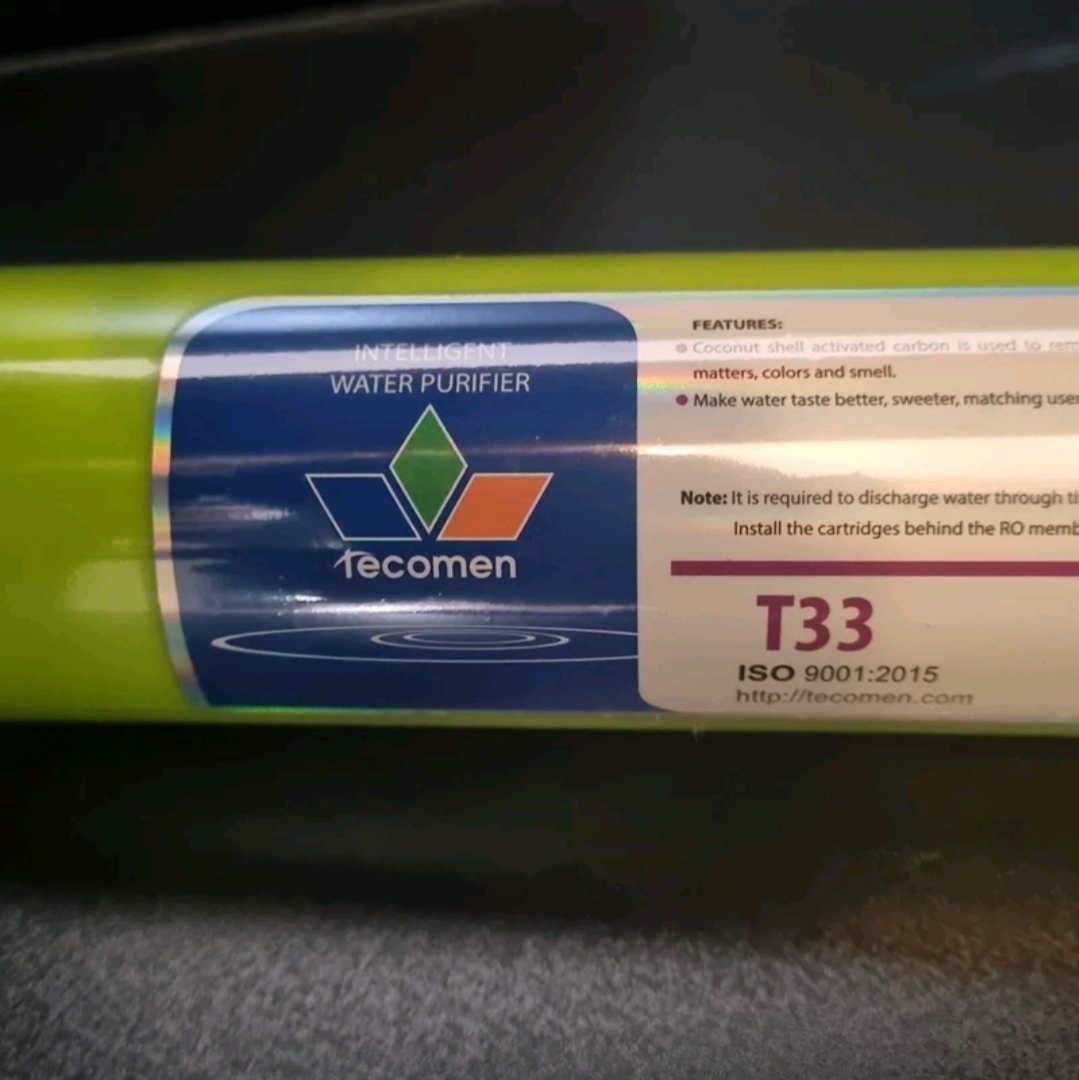 INTELLIGENT
WATER PURIFIER
tecomen
FEATURES:
Coconut shell activated carbon is used to
matters, colors and smell.
Make water taste better, sweeter, matching
Note: It is required to discharge water through
Install the cartridges behind the RO
T33
ISO 9001:2015
http://tecomen.com